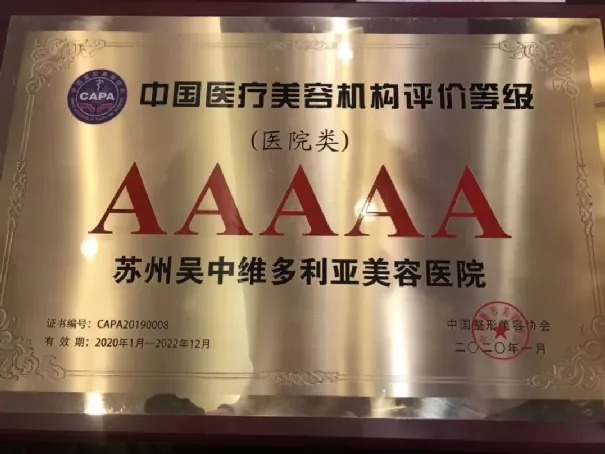 CAPA
中国医疗美容机构评价等级
(医院类)
AAAAA
苏州吴中维多利亚美容医院
证书编号：CAPA20190008
有 效 期：2020年1月—2022年12月
中国整形美容协会
二〇二〇年一月